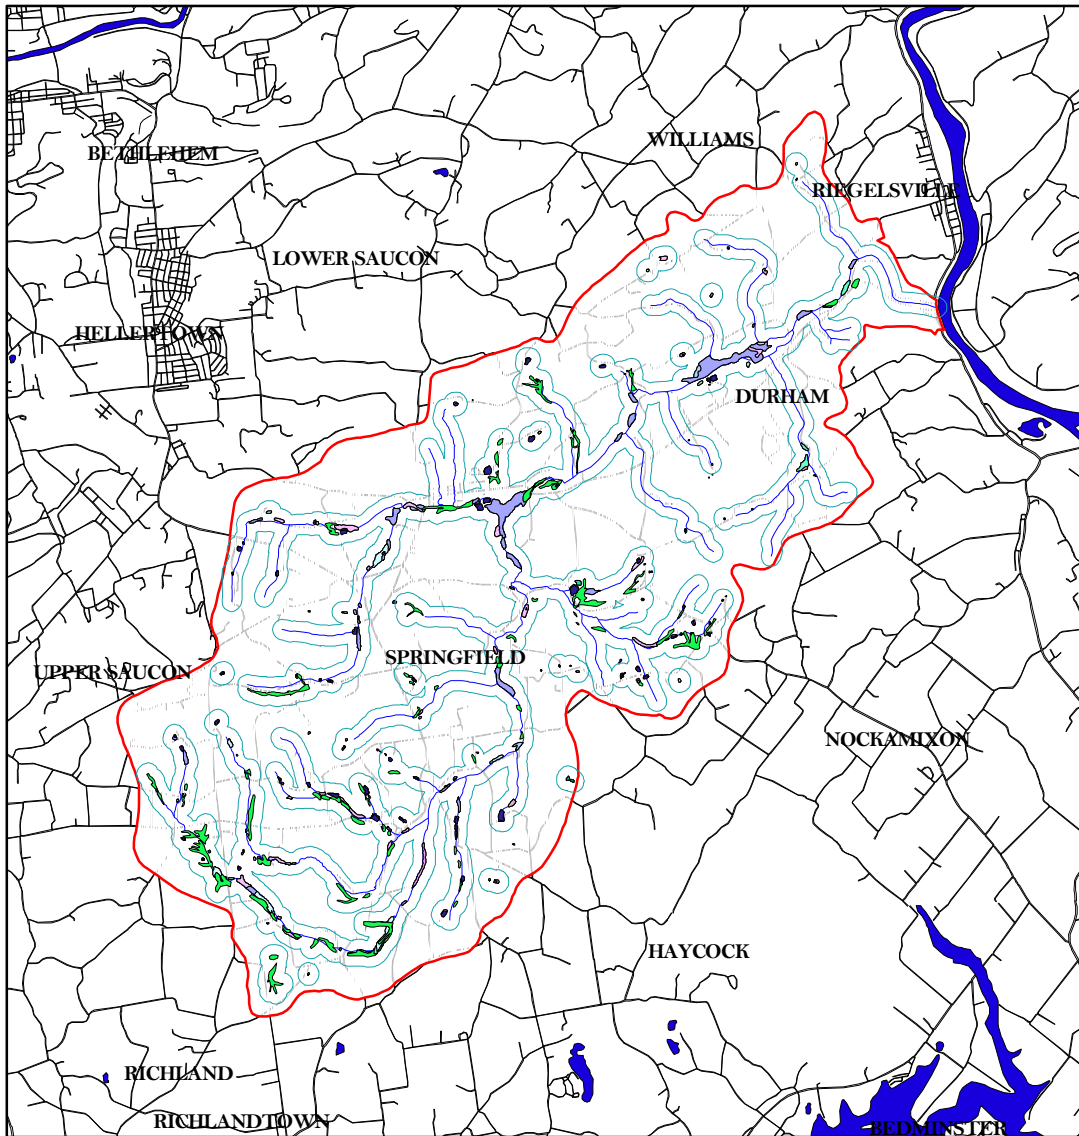 WILLIAMS
BETHLEHEM
RIEGELSVILLE
LOWER SAUCON
HELLERTOWN
DURHAM
SPRINGFIELD
UPPER SAUCON
NOCKAMIXON
HAYCOCK
RICHLAND
RICHLANDTOWN
BEDMINSTER